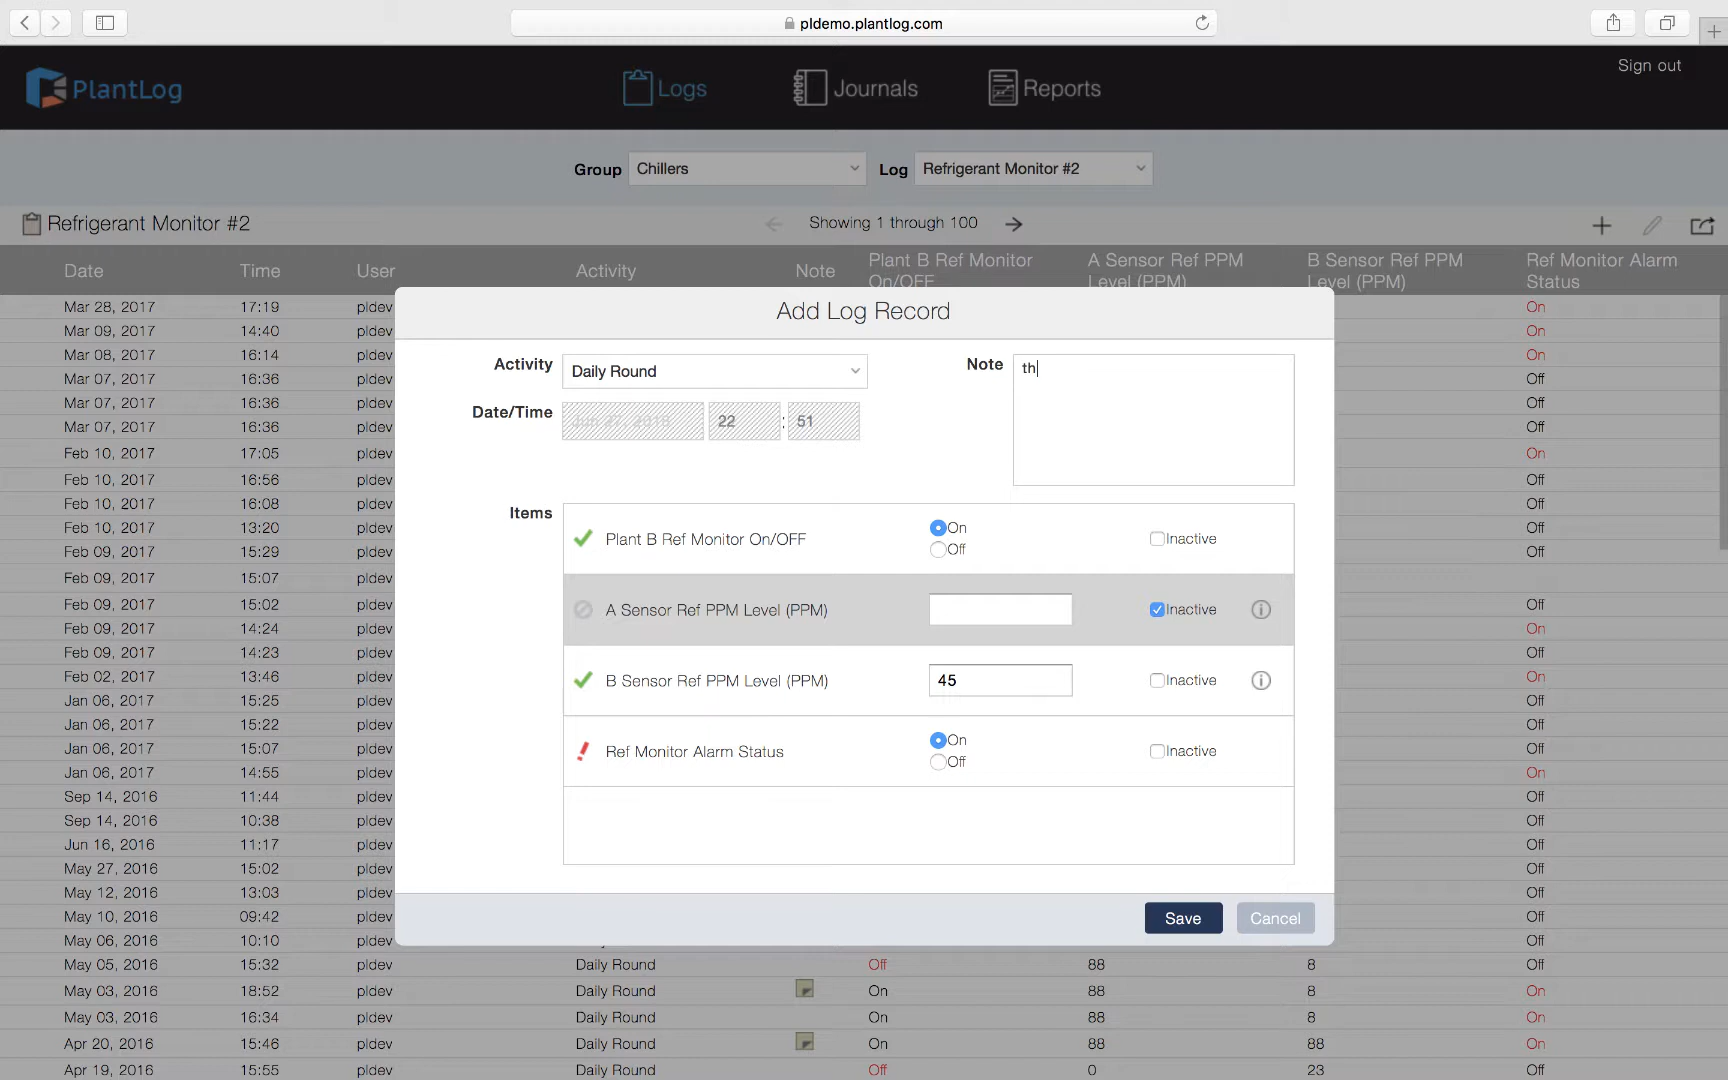 pldemo.plantlog.com
PlantLog
Logs
Journals
Reports
Sign out
Group
Chillers
Log
Refrigerant Monitor #2
Refrigerant Monitor #2
Showing 1 through 100
Date Time User Activity Note Plant B Ref Monitor On/OFF A Sensor Ref PPM Level (PPM) B Sensor Ref PPM Level (PPM) Ref Monitor Alarm Status
Mar 28, 2017 17:19 pldev On
Mar 09, 2017 14:40 pldev On
Mar 08, 2017 16:14 pldev On
Mar 07, 2017 16:36 pldev Off
Mar 07, 2017 16:36 pldev Off
Mar 07, 2017 16:36 pldev Off
Feb 10, 2017 17:05 pldev On
Feb 10, 2017 16:56 pldev Off
Feb 10, 2017 16:08 pldev Off
Feb 10, 2017 13:20 pldev Off
Feb 09, 2017 15:29 pldev Off
Feb 09, 2017 15:07 pldev
Feb 09, 2017 15:02 pldev Off
Feb 09, 2017 14:24 pldev On
Feb 09, 2017 14:23 pldev Off
Feb 02, 2017 13:46 pldev On
Jan 06, 2017 15:25 pldev Off
Jan 06, 2017 15:22 pldev Off
Jan 06, 2017 15:07 pldev Off
Jan 06, 2017 14:55 pldev On
Sep 14, 2016 11:44 pldev Off
Sep 14, 2016 10:38 pldev Off
Jun 16, 2016 11:17 pldev Off
May 27, 2016 15:02 pldev Off
May 12, 2016 13:03 pldev Off
May 10, 2016 09:42 pldev Off
May 06, 2016 10:10 pldev Off
May 05, 2016 15:32 pldev Daily Round Off 88 8 Off
May 03, 2016 18:52 pldev Daily Round On 88 8 On
May 03, 2016 16:34 pldev Daily Round On 88 8 On
Apr 20, 2016 15:46 pldev Daily Round On 88 88 On
Apr 19, 2016 15:55 pldev Daily Round Off 0 23 Off
Add Log Record
Activity
Daily Round
Note
th
Date/Time
Jun 27, 2016 22 : 51
Items
Plant B Ref Monitor On/OFF
On
Off
Inactive
A Sensor Ref PPM Level (PPM)
Inactive
B Sensor Ref PPM Level (PPM)
45
Inactive
Ref Monitor Alarm Status
On
Off
Inactive
Save
Cancel